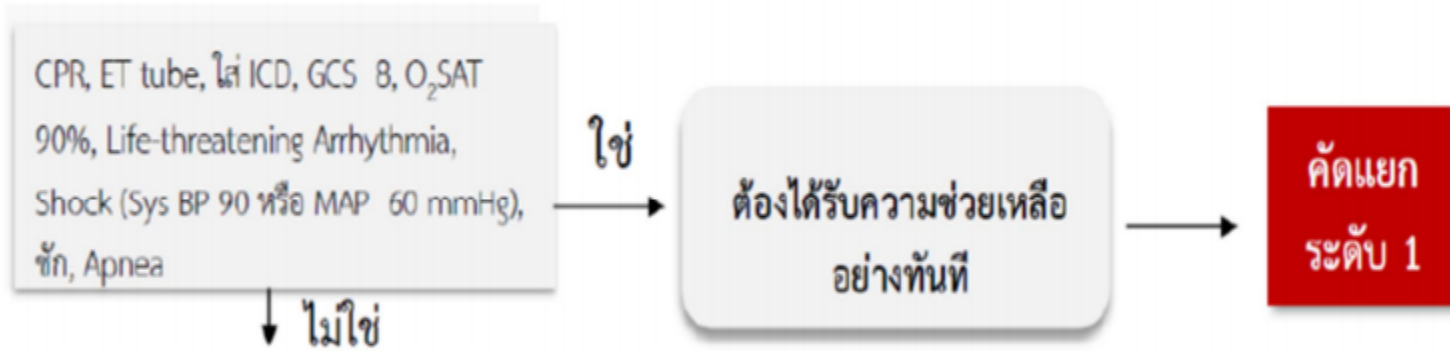 CPR, ET tube, ใส่ ICD, GCS 8, O₂SAT
90%, Life-threatening Arrhythmia,
Shock (Sys BP 90 หรือ MAP 60 mmHg),
ชัก, Apnea
ใช่
ต้องได้รับความช่วยเหลือ
อย่างทันที
คัดแยก
ระดับ 1
ไม่ใช่